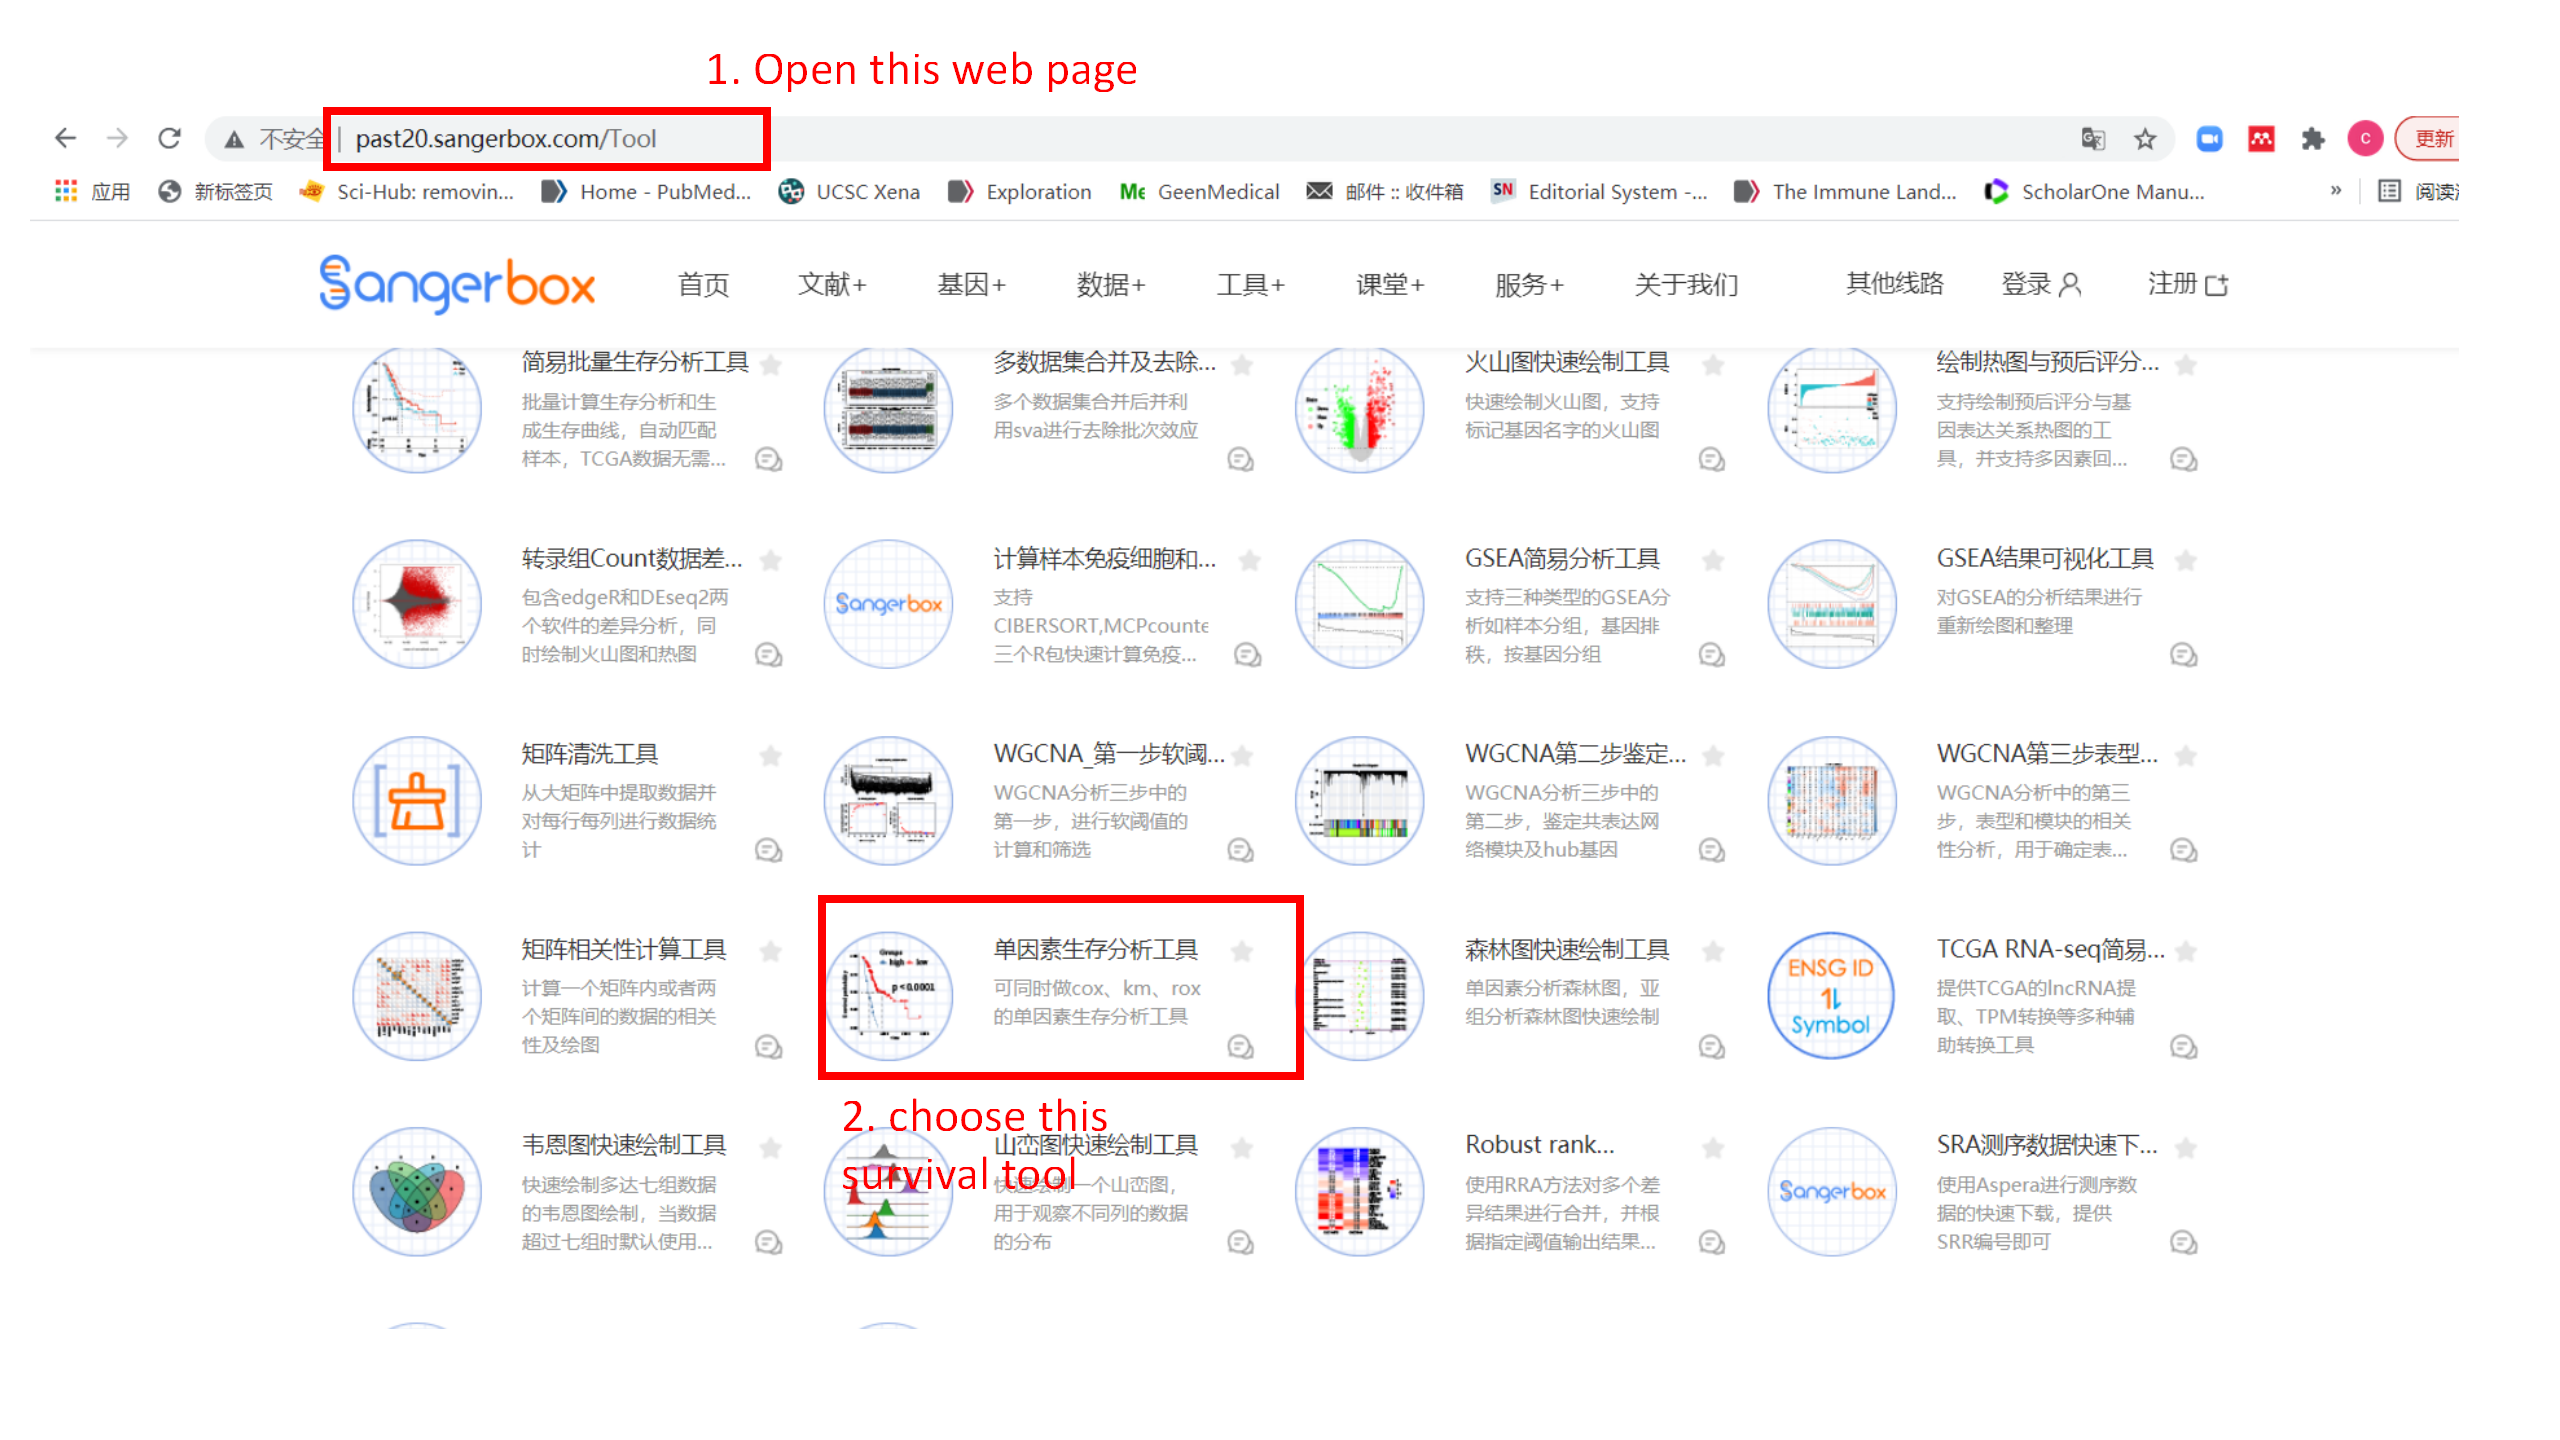 1. Open this web page
不安全 | past20.sangerbox.com/Tool
更新
应用
新标签页
Sci-Hub: removin...
Home - PubMed...
UCSC Xena
Exploration
GeenMedical
邮件 :: 收件箱
Editorial System -...
The Immune Land...
ScholarOne Manu...
»
Sangerbox
首页
文献+
基因+
数据+
工具+
课堂+
服务+
关于我们
其他线路
登录
注册
简易批量生存分析工具
批量计算生存分析和生
成生存曲线，自动匹配
样本，TCGA数据无需...
多数据集合并及去除...
多个数据集合并后并利
用sva进行去除批次效应
火山图快速绘制工具
快速绘制火山图，支持
标记基因名字的火山图
绘制热图与预后评分...
支持绘制预后评分与基
因表达关系热图的工
具，并支持多因素回...
转录组Count数据差...
包含edgeR和DEseq2两
个软件的差异分析，同
时绘制火山图和热图
Sangerbox
计算样本免疫细胞和...
支持
CIBERSORT,MCPcounte
三个R包快速计算免疫...
GSEA简易分析工具
支持三种类型的GSEA分
析如样本分组，基因排
秩，按基因分组
GSEA结果可视化工具
对GSEA的分析结果进行
重新绘图和整理
矩阵清洗工具
从大矩阵中提取数据并
对每行每列进行数据统
计
WGCNA_第一步软阈...
WGCNA分析三步中的
第一步，进行软阈值的
计算和筛选
WGCNA第二步鉴定...
WGCNA分析三步中的
第二步，鉴定共表达网
络模块及hub基因
WGCNA第三步表型...
WGCNA分析中的第三
步，表型和模块的相关
性分析，用于确定表...
矩阵相关性计算工具
计算一个矩阵内或者两
个矩阵间的数据的相关
性及绘图
Groups
high low
p < 0.0001
单因素生存分析工具
可同时做cox、km、rox
的单因素生存分析工具
森林图快速绘制工具
单因素分析森林图，亚
组分析森林图快速绘制
ENSG ID
Symbol
TCGA RNA-seq简易...
提供TCGA的lncRNA提
取、TPM转换等多种辅
助转换工具
2. choose this
survival tool
韦恩图快速绘制工具
快速绘制多达七组数据
的韦恩图绘制，当数据
超过七组时默认使用...
山峦图快速绘制工具
快速绘制一个山峦图，
用于观察不同列的数据
的分布
Robust rank...
使用RRA方法对多个差
异结果进行合并，并根
据指定阈值输出结果...
Sangerbox
SRA测序数据快速下...
使用Aspera进行测序数
据的快速下载，提供
SRR编号即可